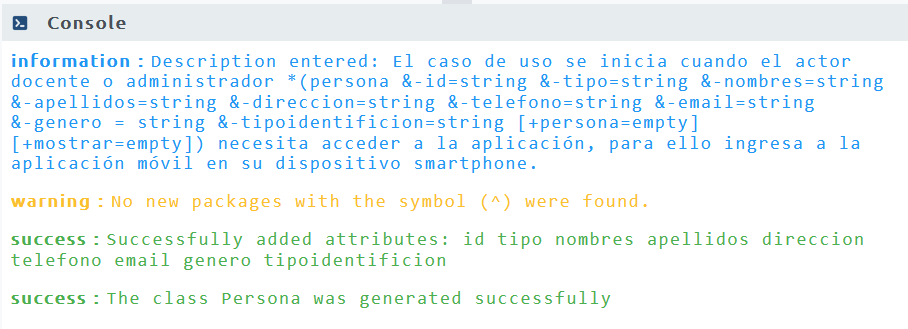 Console
information : Description entered: El caso de uso se inicia cuando el actor
docente o administrador *(persona &-id=string &-tipo=string &-nombres=string
&-apellidos=string &-direccion=string &-telefono=string &-email=string
&-genero = string &-tipoidentificion=string [+persona=empty]
[+mostrar=empty]) necesita acceder a la aplicación, para ello ingresa a la
aplicación móvil en su dispositivo smartphone.
warning : No new packages with the symbol (^) were found.
success : Successfully added attributes: id tipo nombres apellidos direccion
telefono email genero tipoidentificion
success : The class Persona was generated successfully